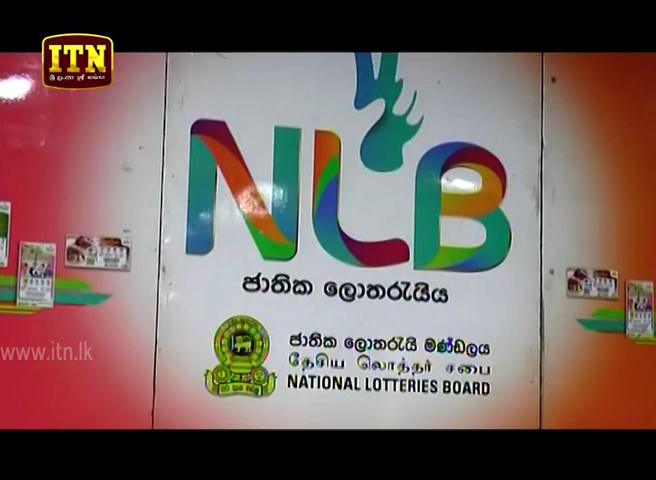 ITN
NLB
ජාතික ලොතරැයිය
ජාතික ලොතරැයි මණ්ඩලය
தேசிய லொத்தர் சபை
NATIONAL LOTTERIES BOARD
www.itn.lk